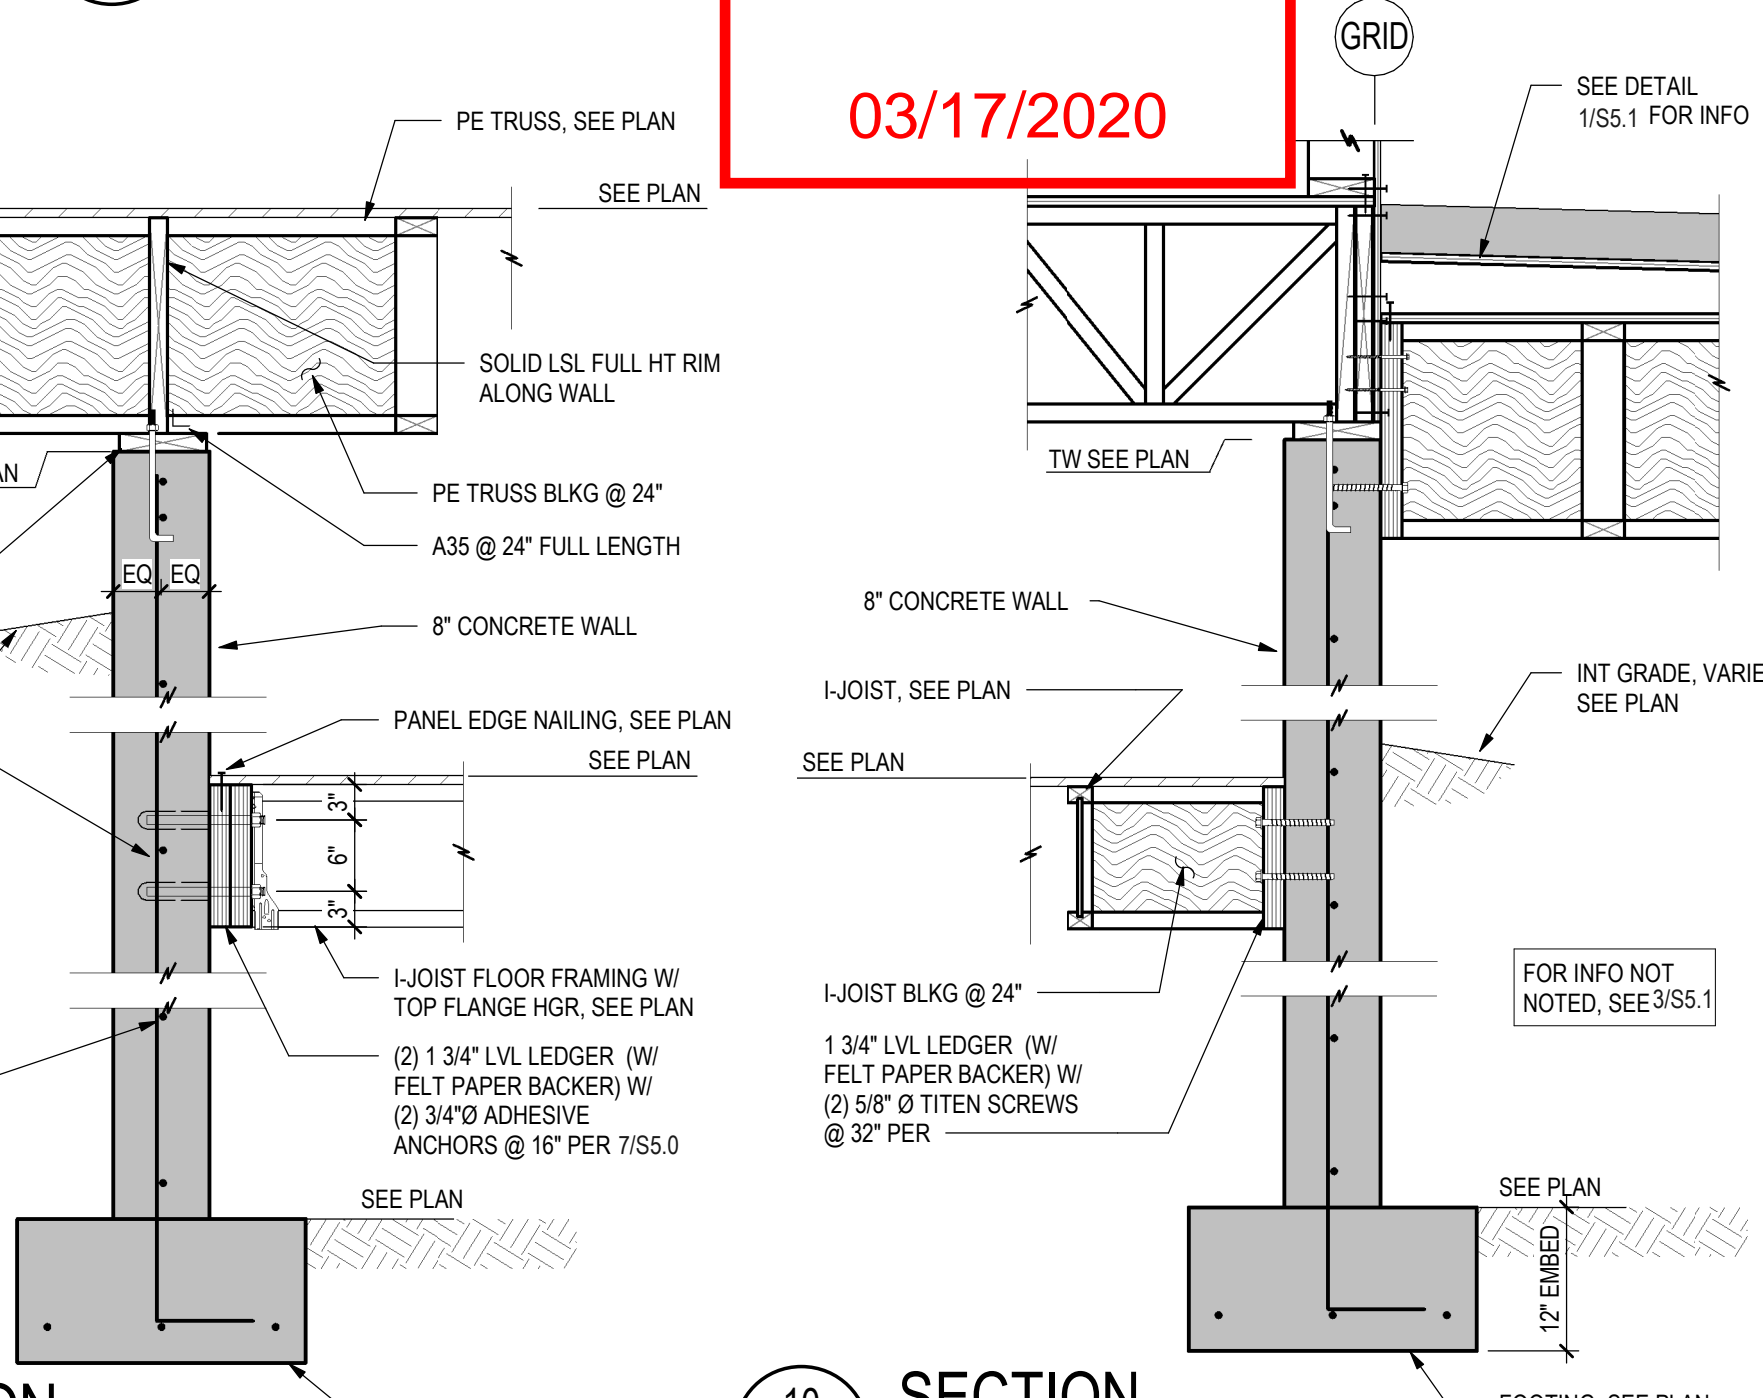 03/17/2020
GRID
SEE DETAIL
1/S5.1 FOR INFO
PE TRUSS, SEE PLAN
SEE PLAN
SOLID LSL FULL HT RIM
ALONG WALL
PE TRUSS BLKG @ 24"
A35 @ 24" FULL LENGTH
EQ EQ
8" CONCRETE WALL
PANEL EDGE NAILING, SEE PLAN
SEE PLAN
3"
6"
3"
I-JOIST FLOOR FRAMING W/
TOP FLANGE HGR, SEE PLAN
(2) 1 3/4" LVL LEDGER (W/
FELT PAPER BACKER) W/
(2) 3/4"Ø ADHESIVE
ANCHORS @ 16" PER 7/S5.0
SEE PLAN
TW SEE PLAN
8" CONCRETE WALL
I-JOIST, SEE PLAN
SEE PLAN
INT GRADE, VARIE
SEE PLAN
I-JOIST BLKG @ 24"
1 3/4" LVL LEDGER (W/
FELT PAPER BACKER) W/
(2) 5/8" Ø TITEN SCREWS
@ 32" PER
FOR INFO NOT
NOTED, SEE 3/S5.1
SEE PLAN
12" EMBED
FOOTING, SEE PLAN
10
SECTION